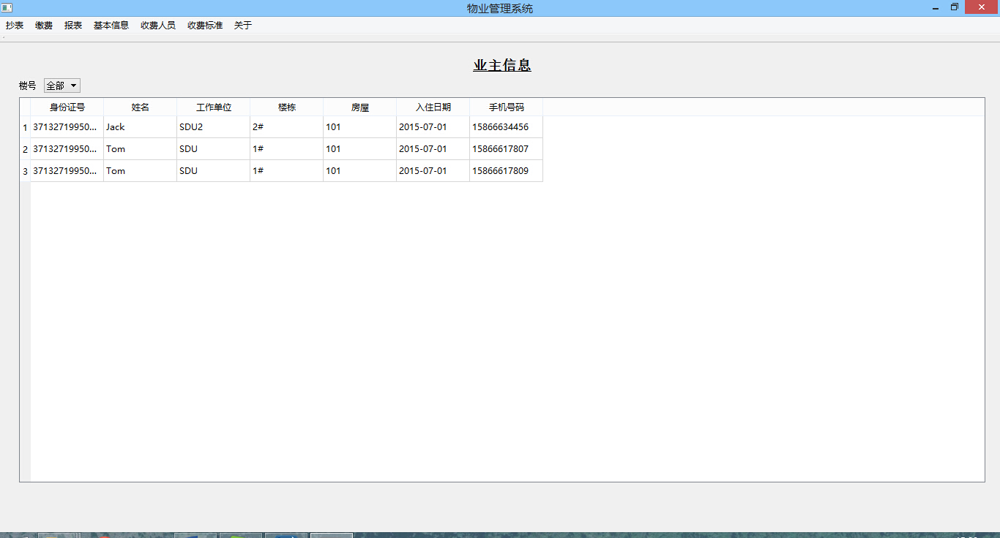 物业管理系统
抄表 缴费 报表 基本信息 收费人员 收费标准 关于
业主信息
楼号 全部
身份证号 姓名 工作单位 楼栋 房屋 入住日期 手机号码
1 37132719950... Jack SDU2 2# 101 2015-07-01 15866634456
2 37132719950... Tom SDU 1# 101 2015-07-01 15866617807
3 37132719950... Tom SDU 1# 101 2015-07-01 15866617809